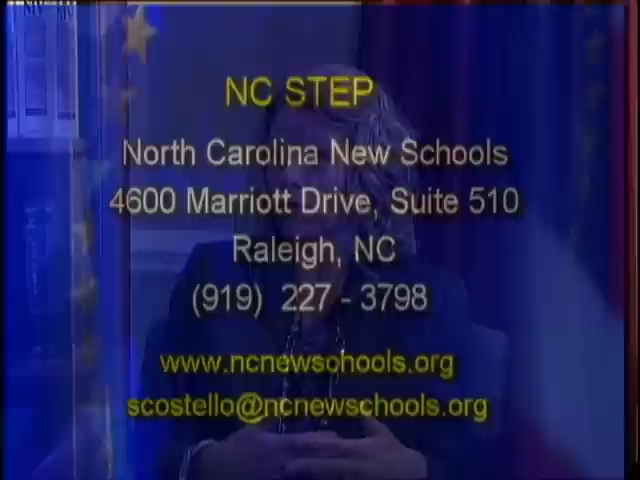 NC STEP
North Carolina New Schools
4600 Marriott Drive, Suite 510
Raleigh, NC
(919) 227 - 3798
www.ncnewschools.org
scostello@ncnewschools.org